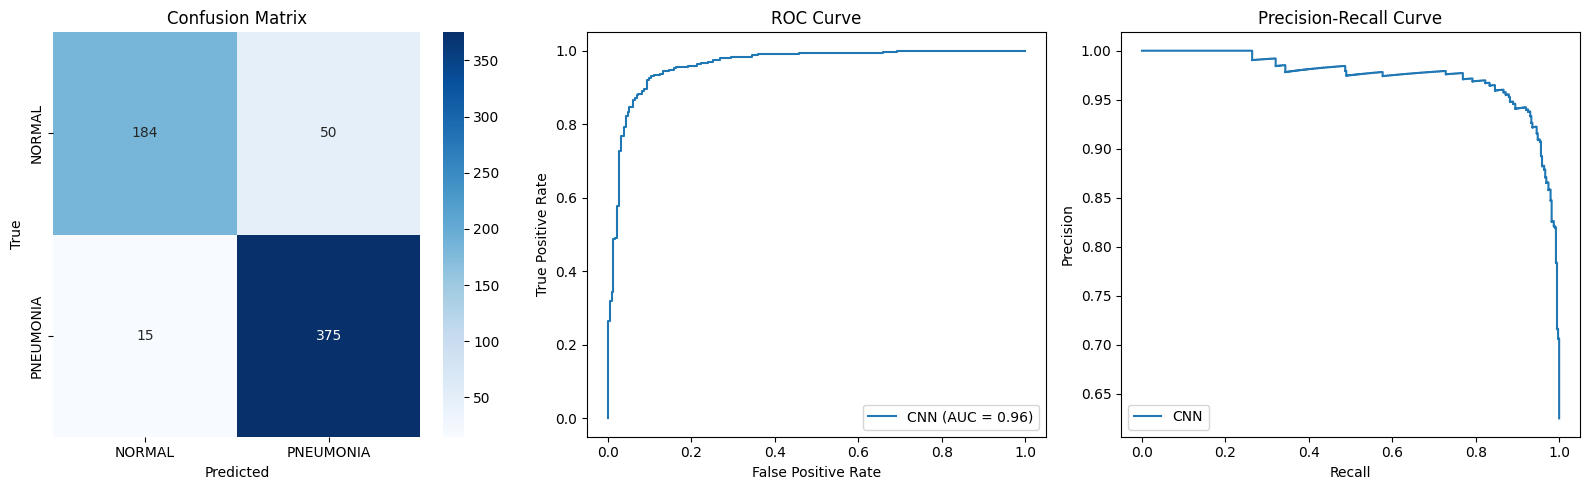 Confusion Matrix
NORMAL
PNEUMONIA
True
184
50
15
375
NORMAL
PNEUMONIA
Predicted
350
300
250
200
150
100
50
ROC Curve
True Positive Rate
1.0
0.8
0.6
0.4
0.2
0.0
CNN (AUC = 0.96)
0.0 0.2 0.4 0.6 0.8 1.0
False Positive Rate
Precision-Recall Curve
Precision
1.00
0.95
0.90
0.85
0.80
0.75
0.70
0.65
CNN
0.0 0.2 0.4 0.6 0.8 1.0
Recall